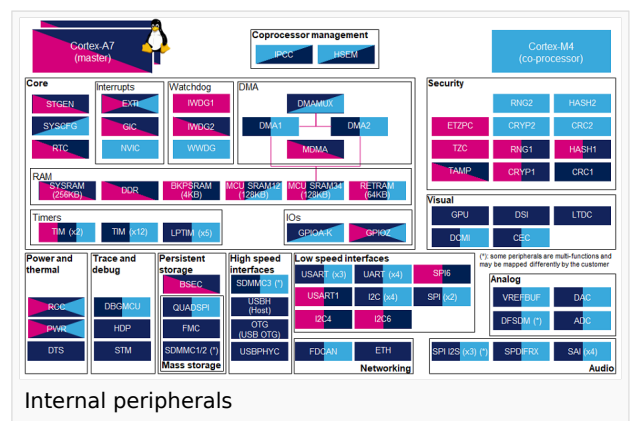 Cortex-A7
(master)
Coprocessor management
IPCC
HSEM
Cortex-M4
(co-processor)
Core
STGEN
SYSCFG
RTC
Interrupts
EXTI
GIC
NVIC
Watchdog
IWDG1
IWDG2
WWDG
DMA
DMAMUX
DMA1
DMA2
MDMA
Security
RNG2
HASH2
ETZPC
CRYP2
CRC2
TZC
RNG1
HASH1
TAMP
CRYP1
CRC1
RAM
SYSRAM
(256KB)
DDR
BKPSRAM
(4KB)
MCU SRAM12
(128KB)
MCU SRAM34
(128KB)
RETRAM
(64KB)
Timers
TIM (x2)
TIM (x12)
LPTIM (x5)
IOs
GPIOA-K
GPIOZ
Visual
GPU
DSI
LTDC
DCMI
CEC
(*): some peripherals are multi-functions and
may be mapped differently by the customer
Power and
thermal
RCC
PWR
DTS
Trace and
debug
DBGMCU
HDP
STM
Persistent
storage
BSEC
QUADSPI
FMC
SDMMC1/2 (*)
Mass storage
High speed
interfaces
SDMMC3 (*)
USBH
(Host)
OTG
(USB OTG)
USBPHYC
Low speed interfaces
USART (x3)
UART (x4)
SPI6
USART1
I2C (x4)
SPI (x2)
I2C4
I2C6
FDCAN
ETH
Networking
Analog
VREFBUF
DAC
DFSDM (*)
ADC
SPI I2S (x3) (*)
SPDIFRX
SAI (x4)
Audio
Internal peripherals